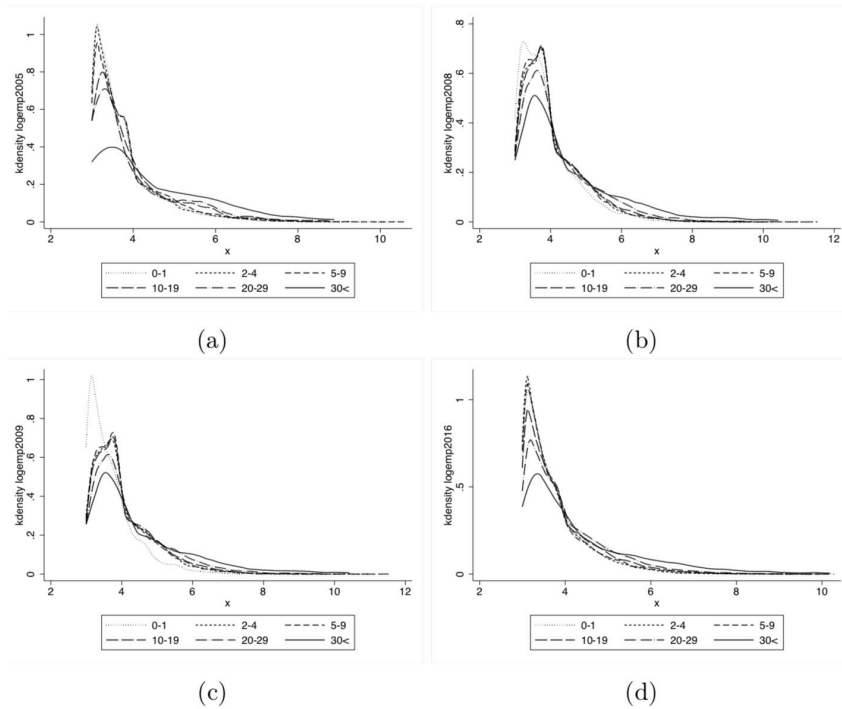 kdensity logemp2005
1
.8
.6
.4
.2
0
2 4 6 8 10
x
0-1 2-4 5-9
10-19 20-29 30<
(a)
kdensity logemp2008
.8
.6
.4
.2
0
2 4 6 8 10 12
x
0-1 2-4 5-9
10-19 20-29 30<
(b)
kdensity logemp2009
1
.8
.6
.4
.2
0
2 4 6 8 10 12
x
0-1 2-4 5-9
10-19 20-29 30<
(c)
kdensity logemp2016
1
.5
0
2 4 6 8 10
x
0-1 2-4 5-9
10-19 20-29 30<
(d)